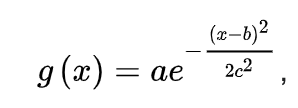 g (x) = ae^{-\frac{(x-b)^2}{2c^2}},